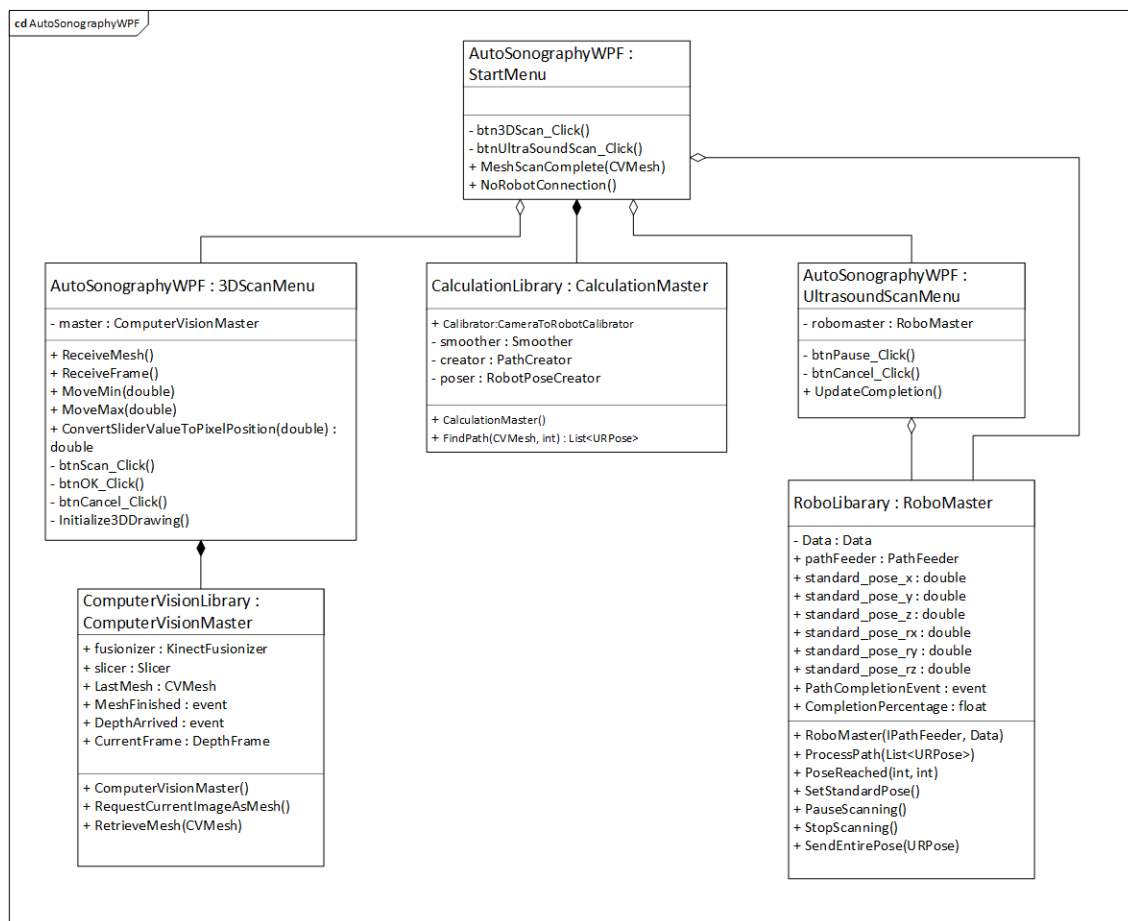 cd AutoSonographyWPF
AutoSonographyWPF :
StartMenu
- btn3DScan_Click()
- btnUltraSoundScan_Click()
+ MeshScanComplete(CVMesh)
+ NoRobotConnection()
AutoSonographyWPF : 3DScanMenu
- master : ComputerVisionMaster
+ ReceiveMesh()
+ ReceiveFrame()
+ MoveMin(double)
+ MoveMax(double)
+ ConvertSliderValueToPixelPosition(double) :
double
- btnScan_Click()
- btnOK_Click()
- btnCancel_Click()
- Initialize3DDrawing()
CalculationLibrary : CalculationMaster
+ Calibrator:CameraToRobotCalibrator
- smoother : Smoother
- creator : PathCreator
- poser : RobotPoseCreator
+ CalculationMaster()
+ FindPath(CVMesh, int) : List<URPose>
AutoSonographyWPF :
UltrasoundScanMenu
- robomaster : RoboMaster
- btnPause_Click()
- btnCancel_Click()
+ UpdateCompletion()
ComputerVisionLibrary :
ComputerVisionMaster
+ fusionizer : KinectFusionizer
+ slicer : Slicer
+ LastMesh : CVMesh
+ MeshFinished : event
+ DepthArrived : event
+ CurrentFrame : DepthFrame
+ ComputerVisionMaster()
+ RequestCurrentImageAsMesh()
+ RetrieveMesh(CVMesh)
RoboLibarary : RoboMaster
- Data : Data
+ pathFeeder : PathFeeder
+ standard_pose_x : double
+ standard_pose_y : double
+ standard_pose_z : double
+ standard_pose_rx : double
+ standard_pose_ry : double
+ standard_pose_rz : double
+ PathCompletionEvent : event
+ CompletionPercentage : float
+ RoboMaster(IPathFeeder, Data)
+ ProcessPath(List<URPose>)
+ PoseReached(int, int)
+ SetStandardPose()
+ PauseScanning()
+ StopScanning()
+ SendEntirePose(URPose)